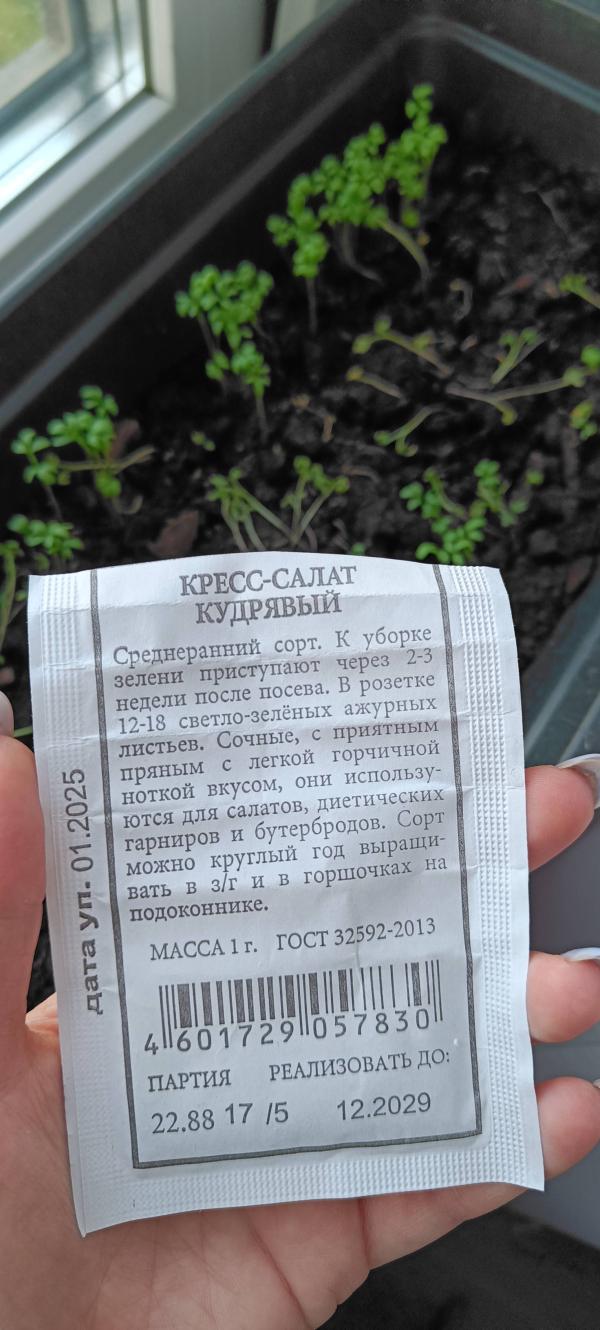 КРЕСС-САЛАТ
КУДРЯВЫЙ
Среднеранний сорт. К уборке
зелени приступают через 2-3
недели после посева. В розетке
12-18 светло-зелёных ажурных
листьев. Сочные, с приятным
пряным с легкой горчичной
ноткой вкусом, они использу-
ются для салатов, диетических
гарниров и бутербродов. Сорт
можно круглый год выращи-
вать в з/г и в горшочках на
подоконнике.
МАССА 1 г. ГОСТ 32592-2013
4 601729 057830
ПАРТИЯ РЕАЛИЗОВАТЬ ДО:
22.88 17 /5 12.2029
дата уп. 01.2025